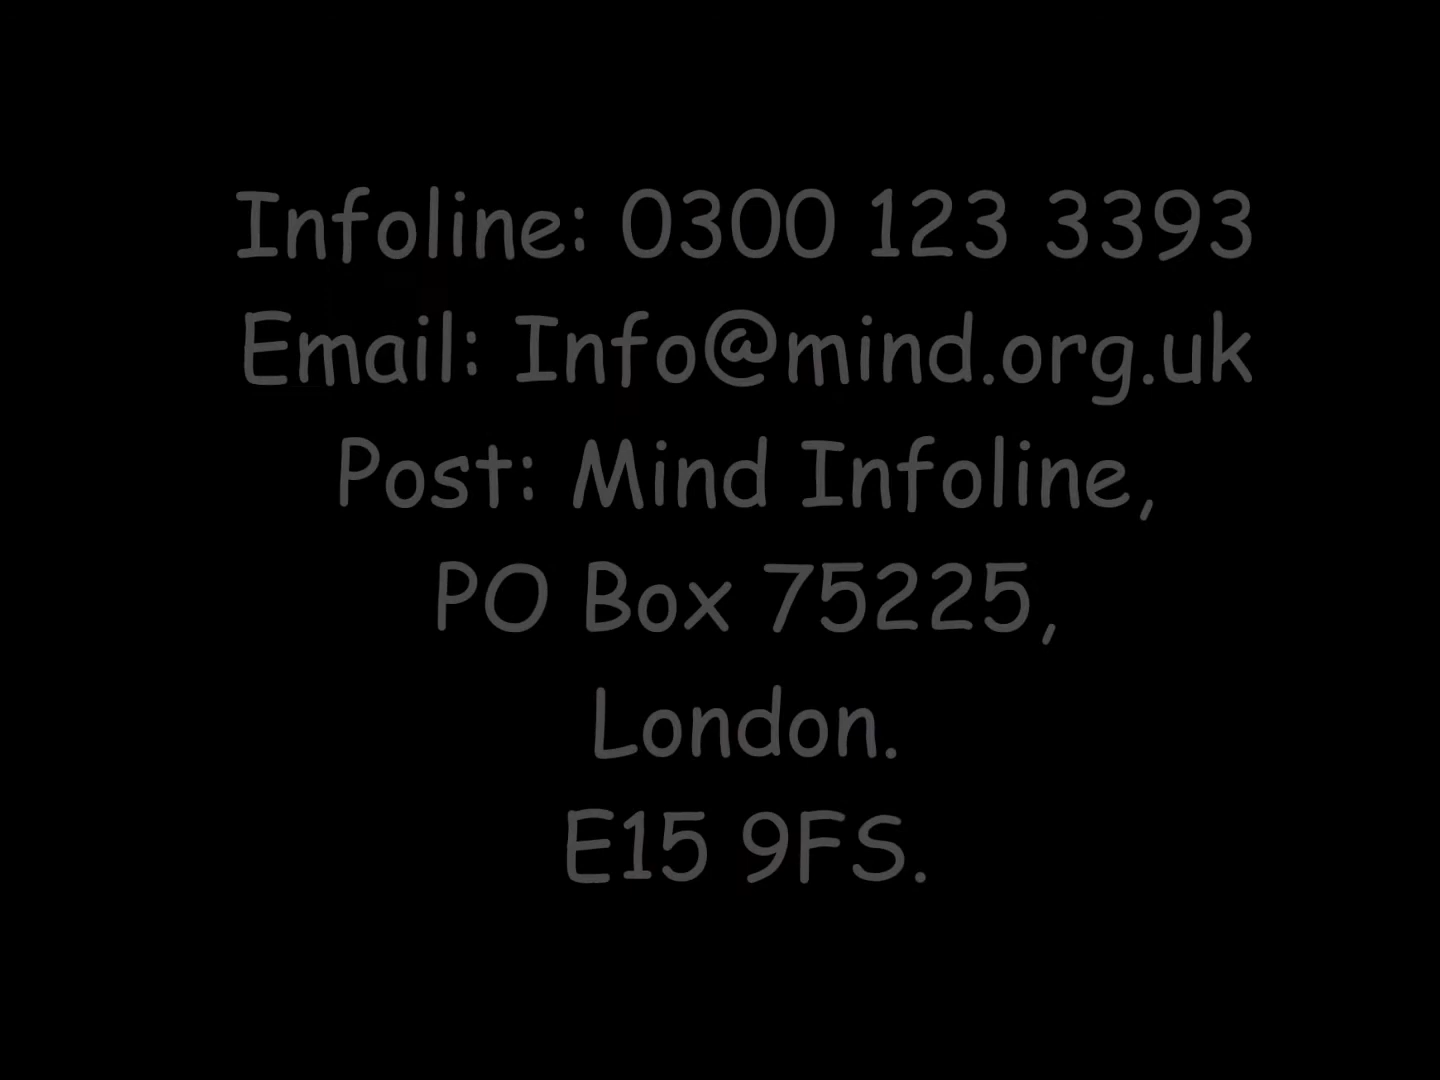 Infoline: 0300 123 3393
Email: Info@mind.org.uk
Post: Mind Infoline,
PO Box 75225,
London.
E15 9FS.